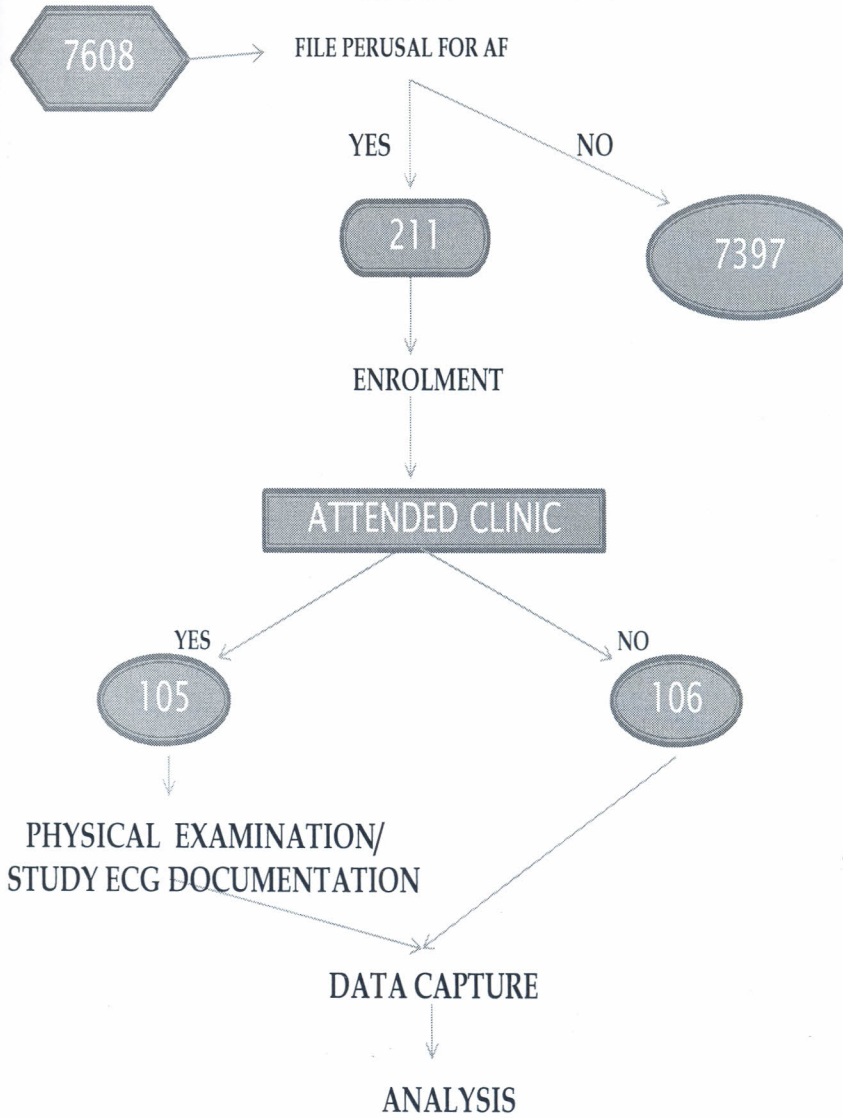 7608
FILE PERUSAL FOR AF
YES
NO
211
7397
ENROLMENT
ATTENDED CLINIC
YES
NO
105
106
PHYSICAL EXAMINATION/
STUDY ECG DOCUMENTATION
DATA CAPTURE
ANALYSIS